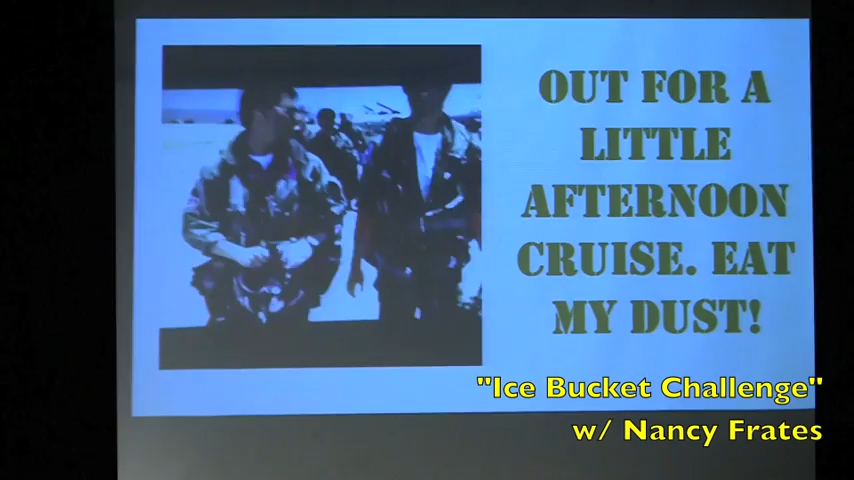 OUT FOR A
LITTLE
AFTERNOON
CRUISE. EAT
MY DUST!
"Ice Bucket Challenge"
w/ Nancy Frates